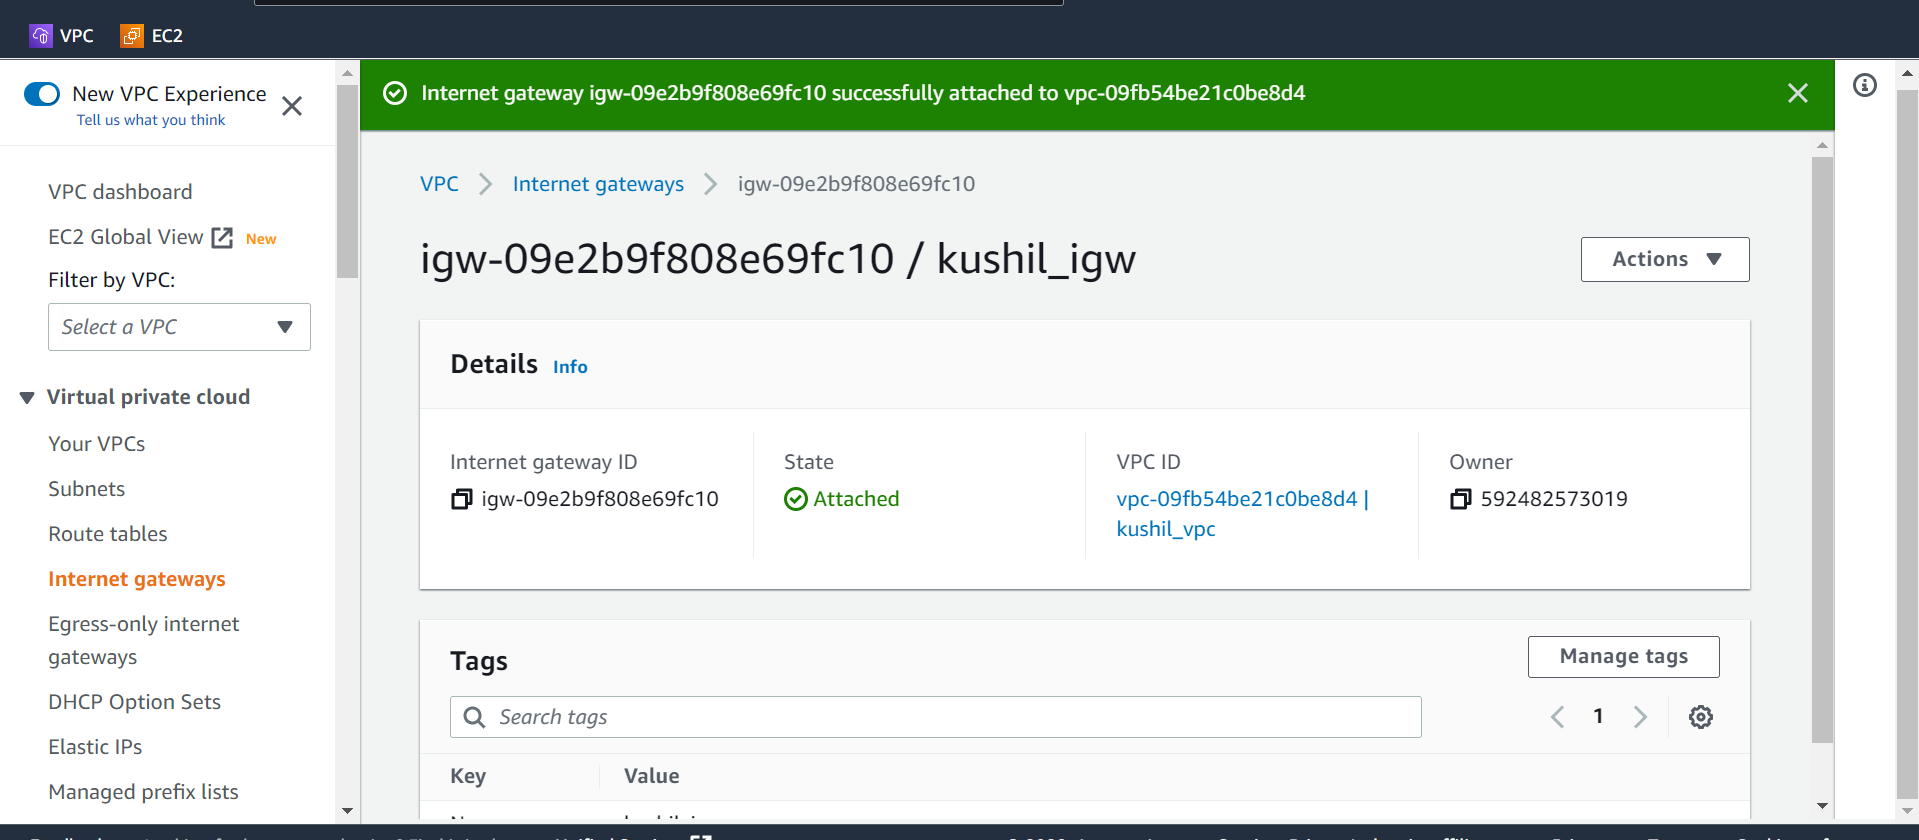 VPC EC2
New VPC Experience
Tell us what you think
VPC dashboard
EC2 Global View New
Filter by VPC:
Select a VPC
Virtual private cloud
Your VPCs
Subnets
Route tables
Internet gateways
Egress-only internet
gateways
DHCP Option Sets
Elastic IPs
Managed prefix lists
Internet gateway igw-09e2b9f808e69fc10 successfully attached to vpc-09fb54be21c0be8d4
VPC Internet gateways igw-09e2b9f808e69fc10
igw-09e2b9f808e69fc10 / kushil_igw
Actions
Details Info
Internet gateway ID
igw-09e2b9f808e69fc10
State
Attached
VPC ID
vpc-09fb54be21c0be8d4 |
kushil_vpc
Owner
592482573019
Tags
Manage tags
Search tags
1
Key Value